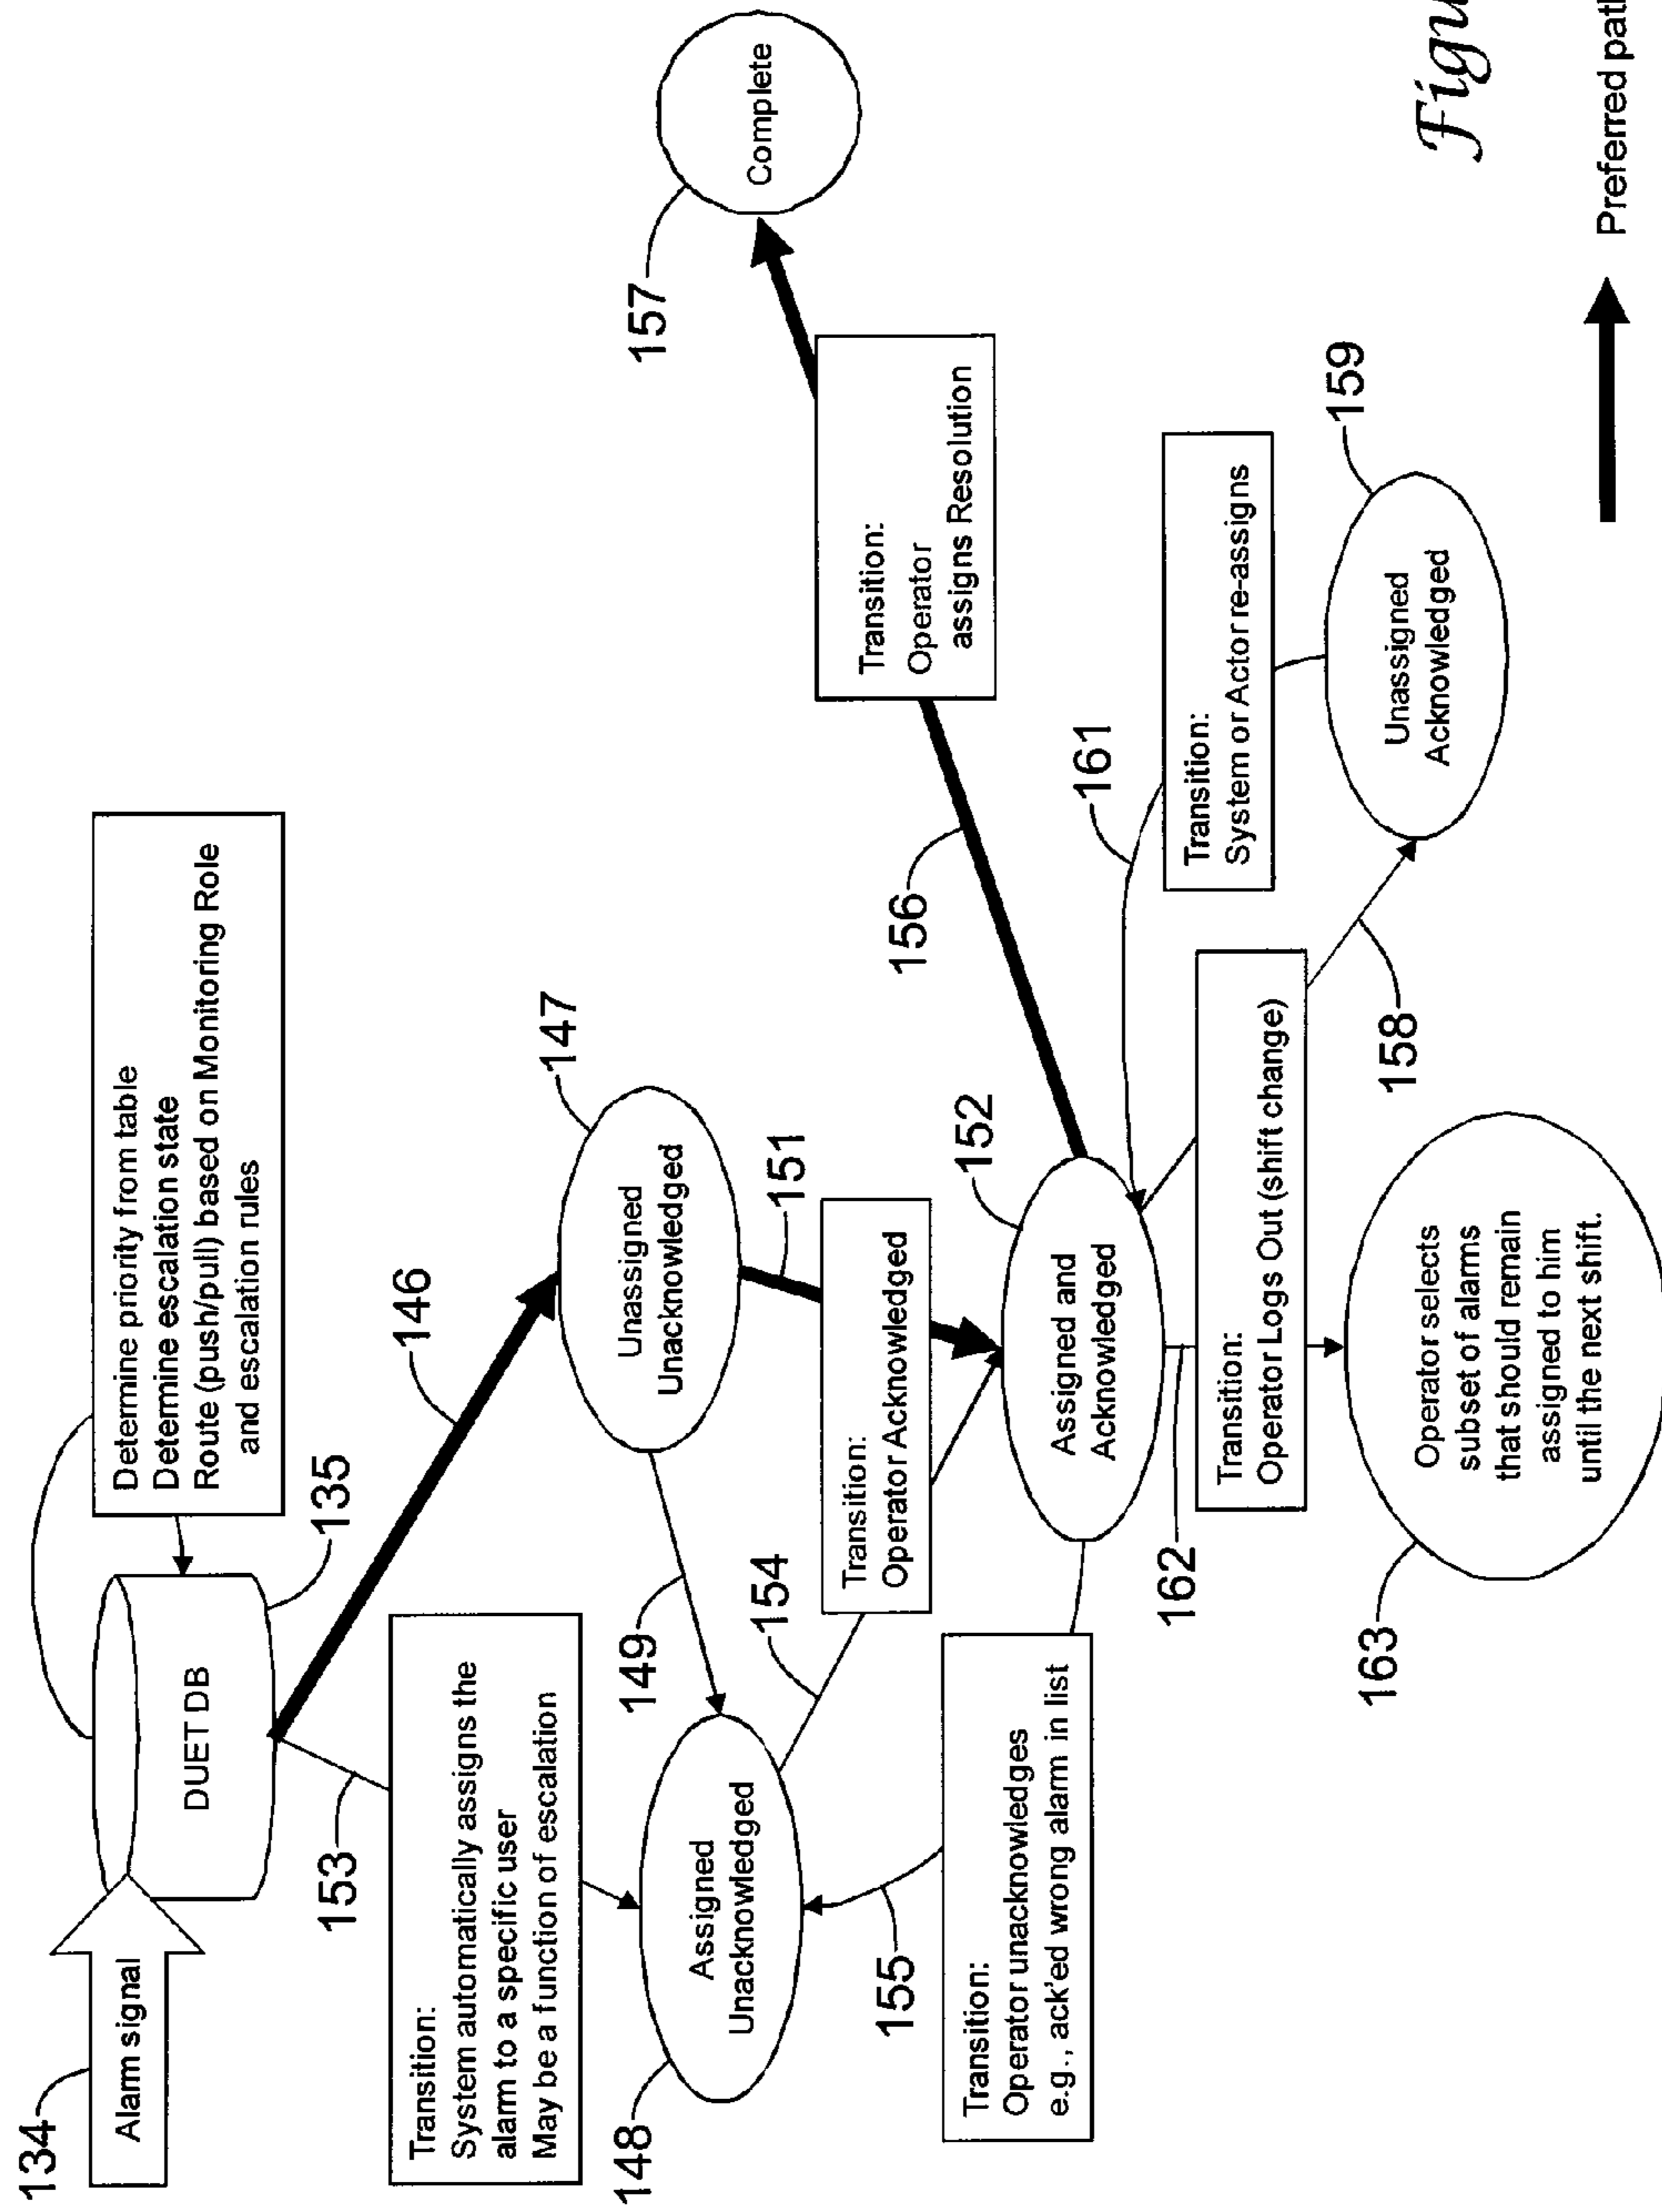 134
Alarm signal
DUET DB
135
Determine priority from table
Determine escalation state
Route (push/pull) based on Monitoring Role
and escalation rules
153
146
Transition:
System automatically assigns the
alarm to a specific user
May be a function of escalation
147
Unassigned
Unacknowledged
157
Complete
148
Assigned
Unacknowledged
149
154
151
Transition:
Operator Acknowledged
156
Transition:
Operator
assigns Resolution
155
Transition:
Operator unacknowledges
e.g., ack'ed wrong alarm in list
152
Assigned and
Acknowledged
161
Transition:
System or Actor re-assigns
159
Unassigned
Acknowledged
162
Transition:
Operator Logs Out (shift change)
158
163
Operator selects
subset of alarms
that should remain
assigned to him
until the next shift.
Preferred